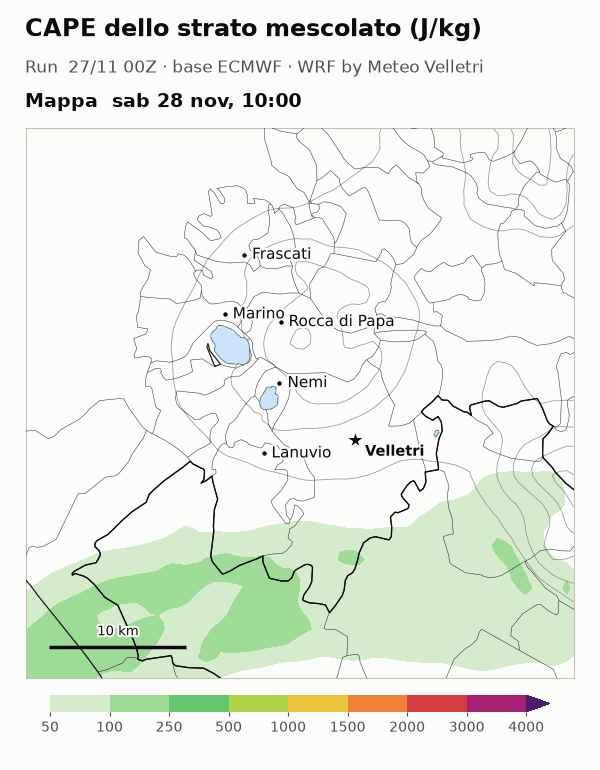 CAPE dello strato mescolato (J/kg)
Run  27/11 00Z · base ECMWF · WRF by Meteo Velletri
Mappa  sab 28 nov, 10:00
Frascati
Marino
Rocca di Papa
Nemi
Velletri
Lanuvio
10 km
50 100 250 500 1000 1500 2000 3000 4000